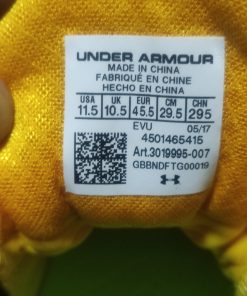 UNDER ARMOUR
MADE IN CHINA
FABRIQUÉ EN CHINE
HECHO EN CHINA
USA UK EUR CM CHN
11.5 10.5 45.5 29.5 295
EVU 05/17
4501465415
Art.3019995-007
GBBNDFTG00019